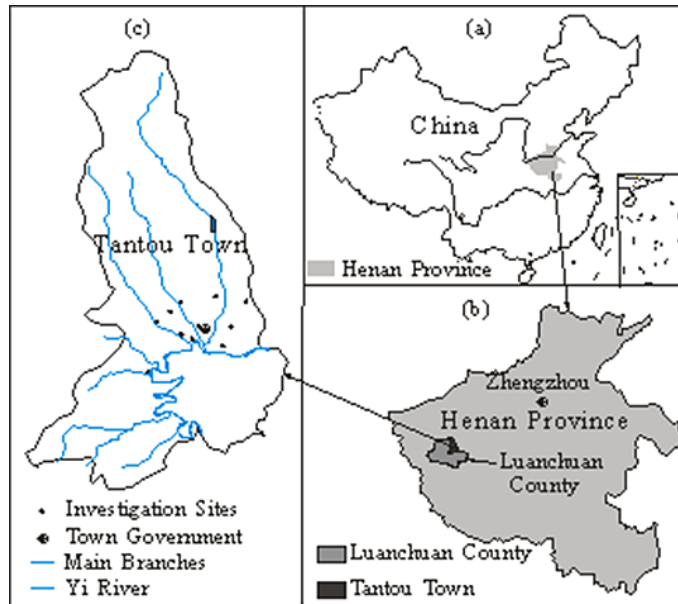 (c)
Tantou Town
Investigation Sites
Town Government
Main Branches
Yi River
(a)
China
Henan Province
(b)
Zhengzhou
Henan Province
Luanchuan
County
Luanchuan County
Tantou Town